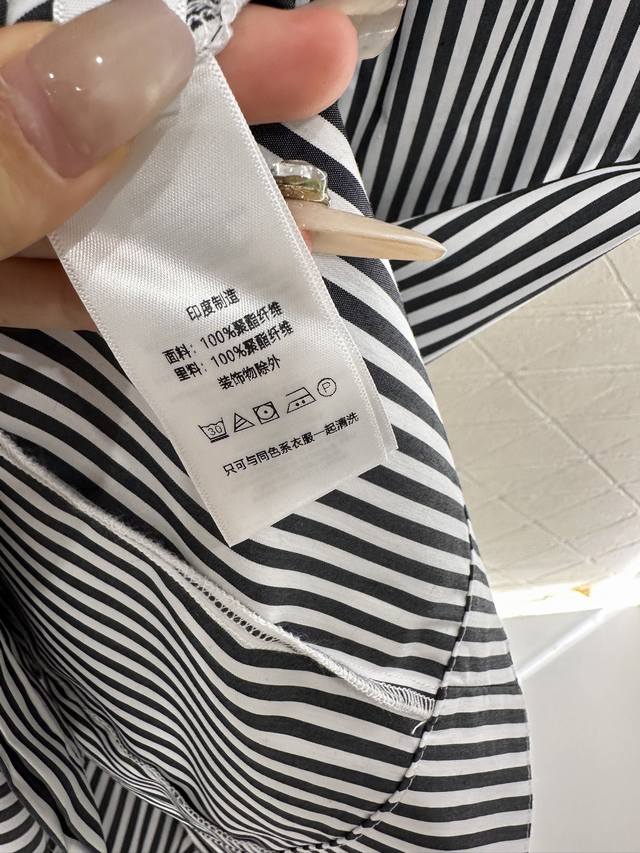 印度制造
面料：100%聚酯纤维
里料：100%聚酯纤维
装饰物除外
30 P
只可与同色系衣服一起清洗